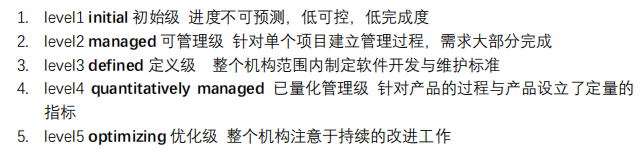 1. level1 initial 初始级 进度不可预测，低可控，低完成度
2. level2 managed 可管理级 针对单个项目建立管理过程，需求大部分完成
3. level3 defined 定义级 整个机构范围内制定软件开发与维护标准
4. level4 quantitatively managed 已量化管理级 针对产品的过程与产品设立了定量的
指标
5. level5 optimizing 优化级 整个机构注意于持续的改进工作